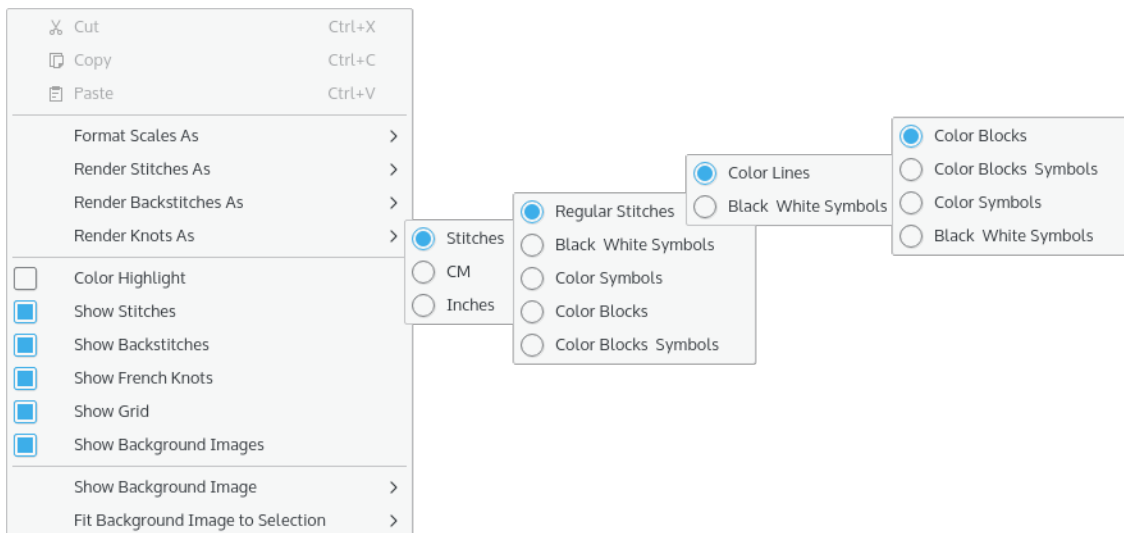 Cut Ctrl+X
Copy Ctrl+C
Paste Ctrl+V
Format Scales As
Render Stitches As
Render Backstitches As
Render Knots As
Color Highlight
Show Stitches
Show Backstitches
Show French Knots
Show Grid
Show Background Images
Show Background Image
Fit Background Image to Selection
Stitches
CM
Inches
Regular Stitches
Black White Symbols
Color Symbols
Color Blocks
Color Blocks Symbols
Color Lines
Black White Symbols
Color Blocks
Color Blocks Symbols
Color Symbols
Black White Symbols